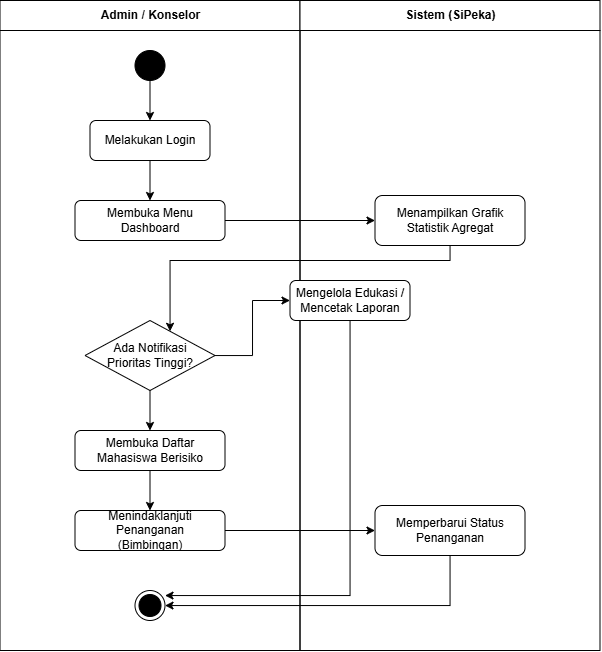 Admin / Konselor
Sistem (SiPeka)
Melakukan Login
Membuka Menu
Dashboard
Menampilkan Grafik
Statistik Agregat
Mengelola Edukasi /
Mencetak Laporan
Ada Notifikasi
Prioritas Tinggi?
Membuka Daftar
Mahasiswa Berisiko
Menindaklanjuti
Penanganan
(Bimbingan)
Memperbarui Status
Penanganan